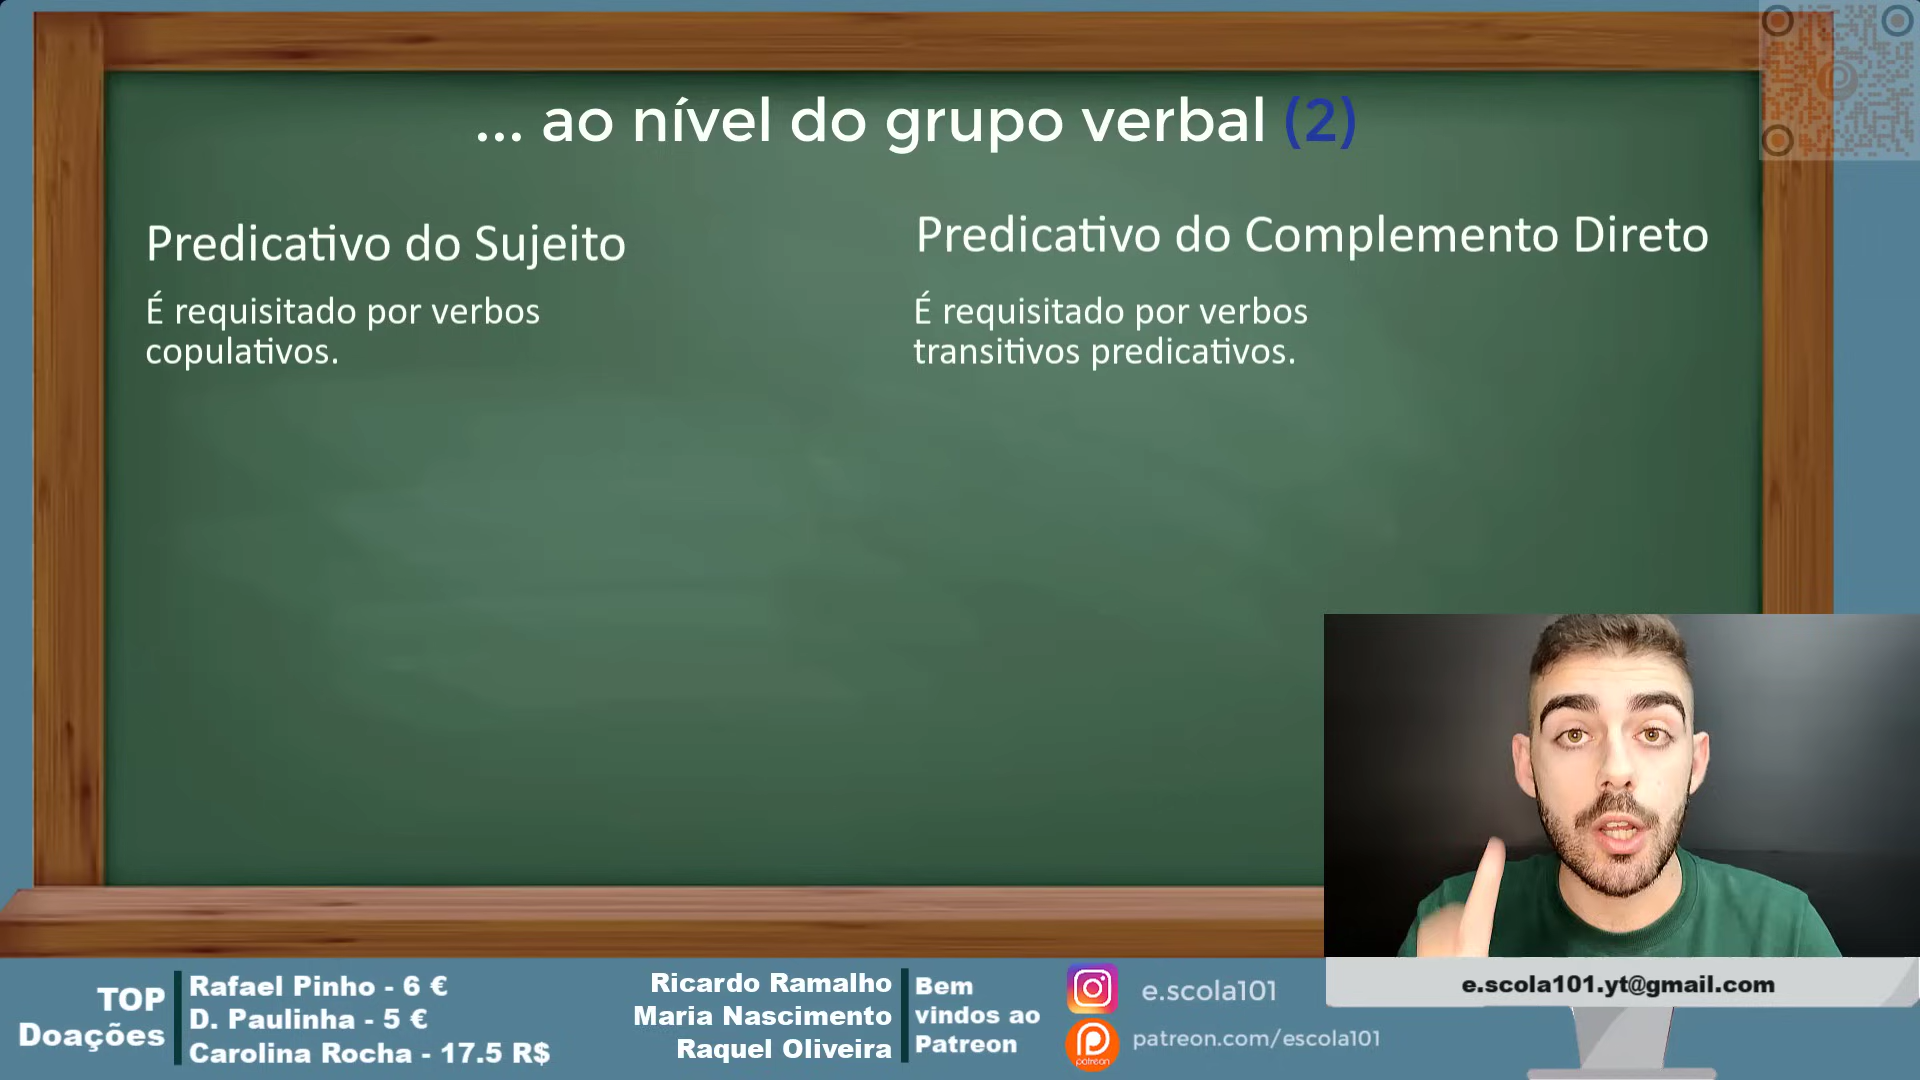 ... ao nível do grupo verbal (2)
Predicativo do Sujeito
É requisitado por verbos
copulativos.
Predicativo do Complemento Direto
É requisitado por verbos
transitivos predicativos.
TOP
Doações
Rafael Pinho - 6 €
D. Paulinha - 5 €
Carolina Rocha - 17.5 R$
Ricardo Ramalho
Maria Nascimento
Raquel Oliveira
Bem
vindos ao
Patreon
e.scola101
patreon
patreon.com/escola101
e.scola101.yt@gmail.com